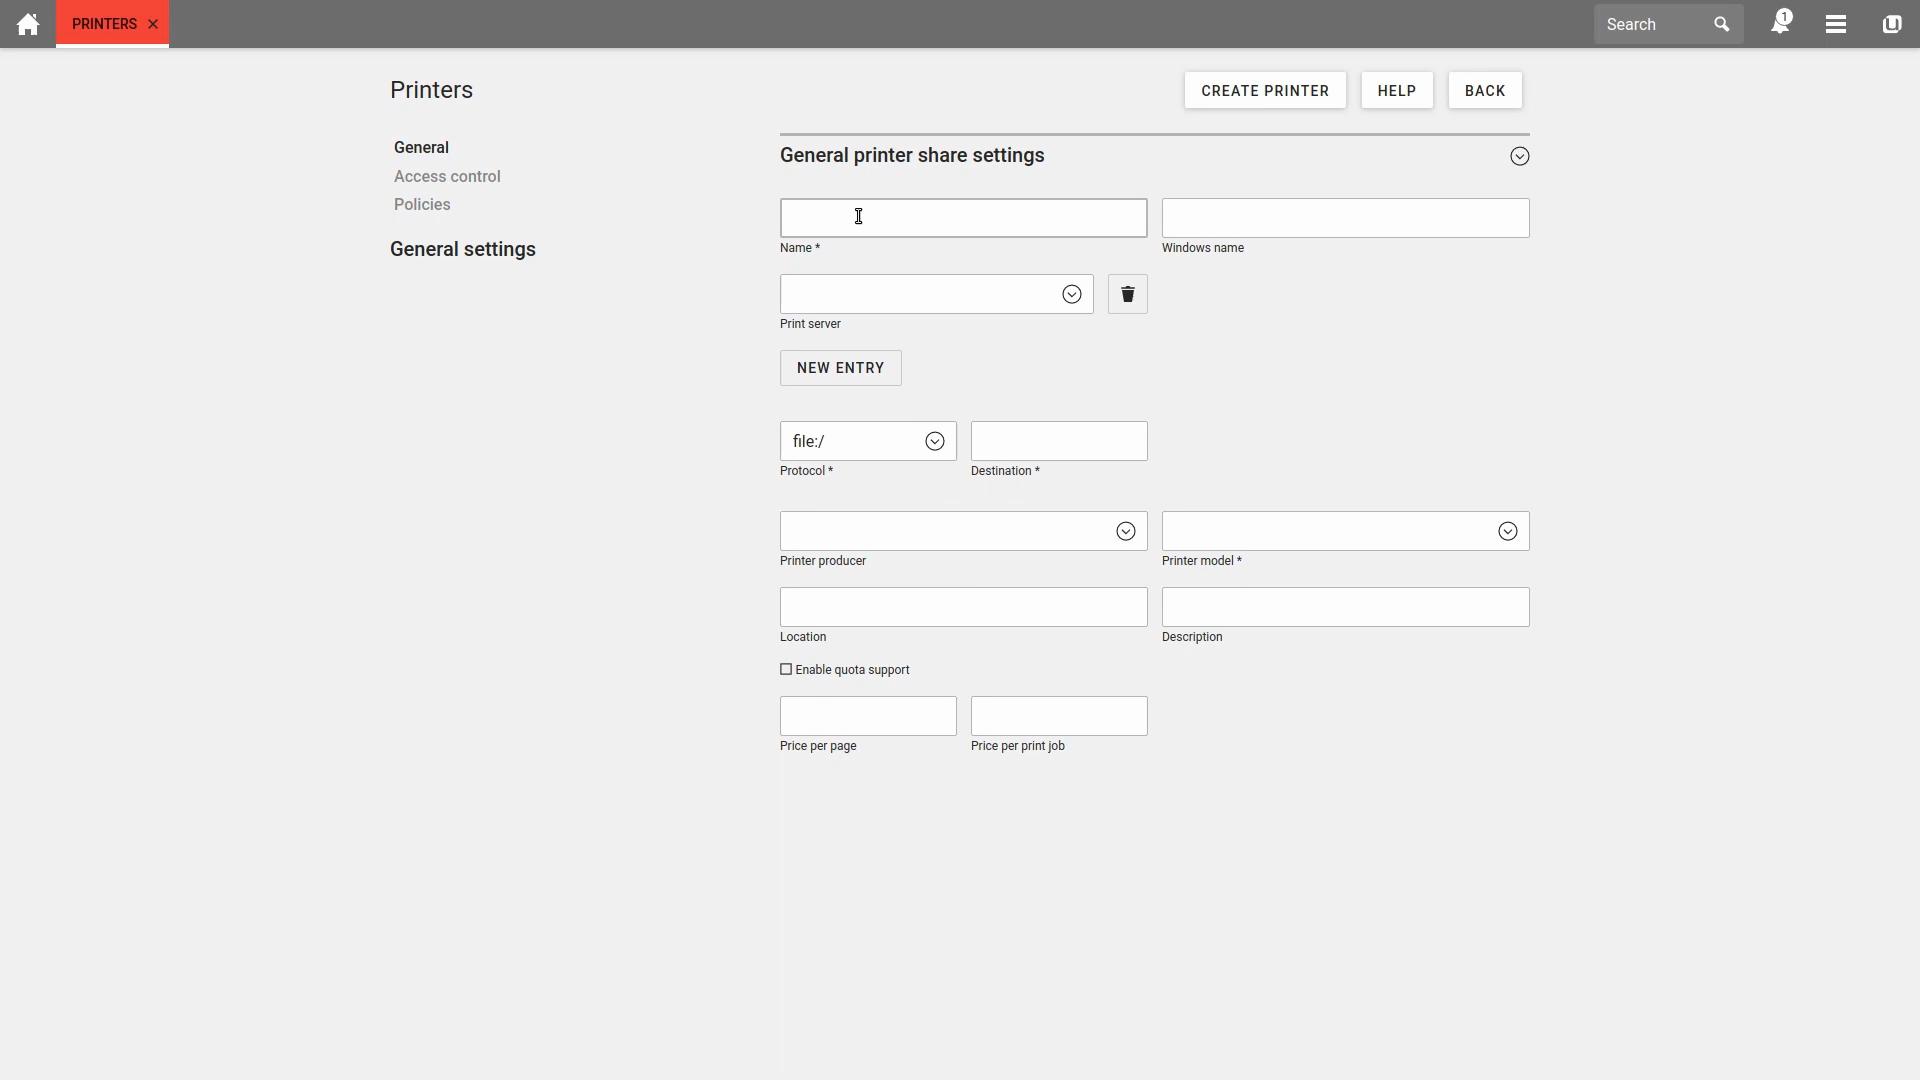 PRINTERS
Search
1
Printers
CREATE PRINTER
HELP
BACK
General
Access control
Policies
General settings
General printer share settings
Name *
Windows name
Print server
NEW ENTRY
file:/
Protocol *
Destination *
Printer producer
Printer model *
Location
Description
Enable quota support
Price per page
Price per print job